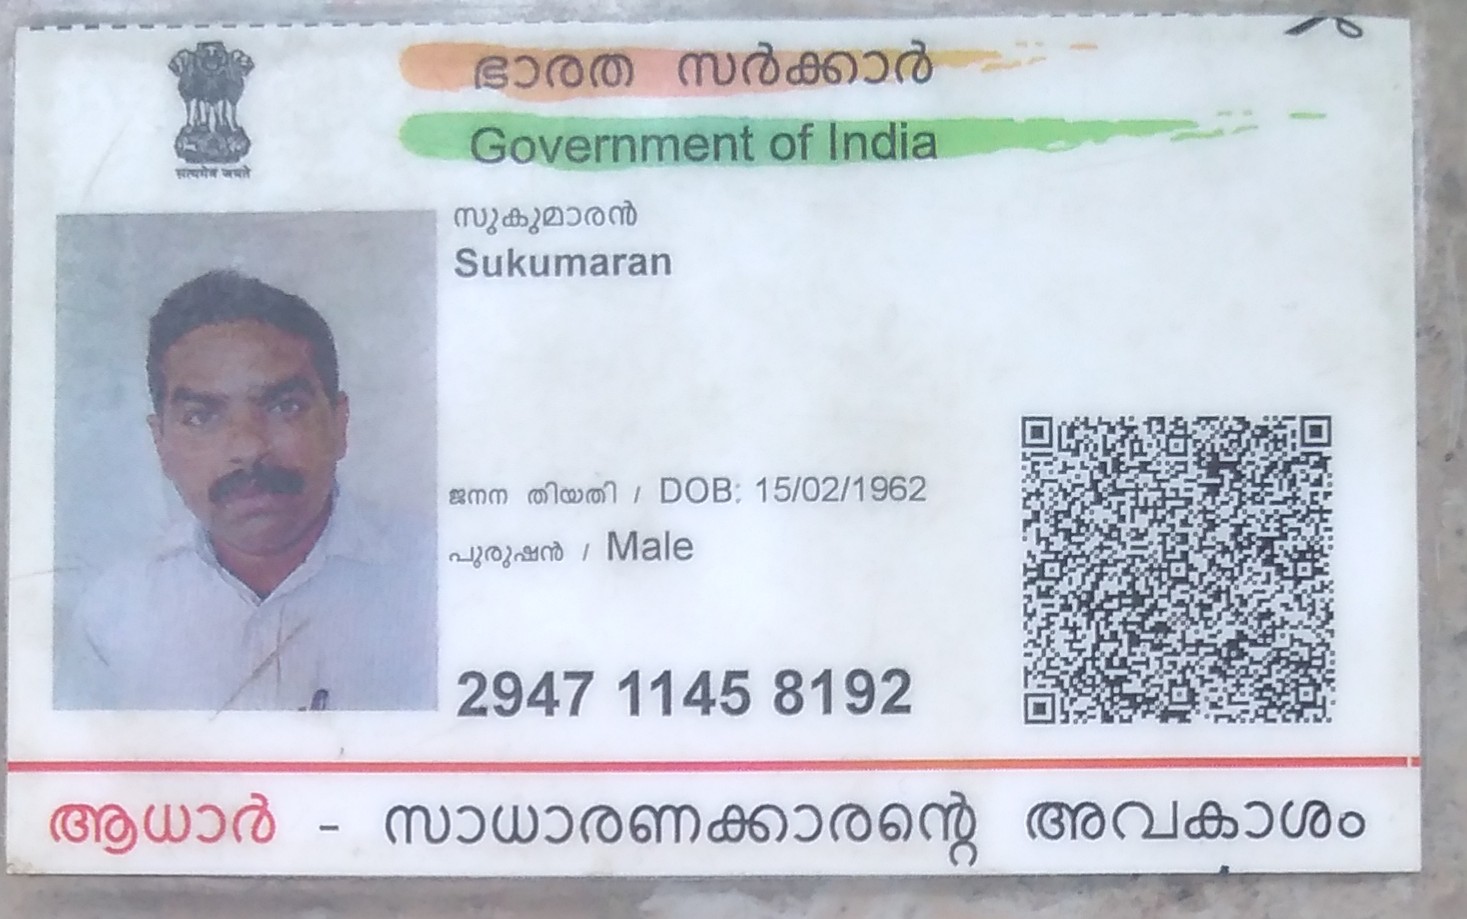 ഭാരത സർക്കാർ
Government of India
सत्यमेव जयते
സുകുമാരൻ
Sukumaran
ജനന തിയതി / DOB: 15/02/1962
പുരുഷൻ / Male
2947 1145 8192
ആധാർ - സാധാരണക്കാരന്റെ അവകാശം